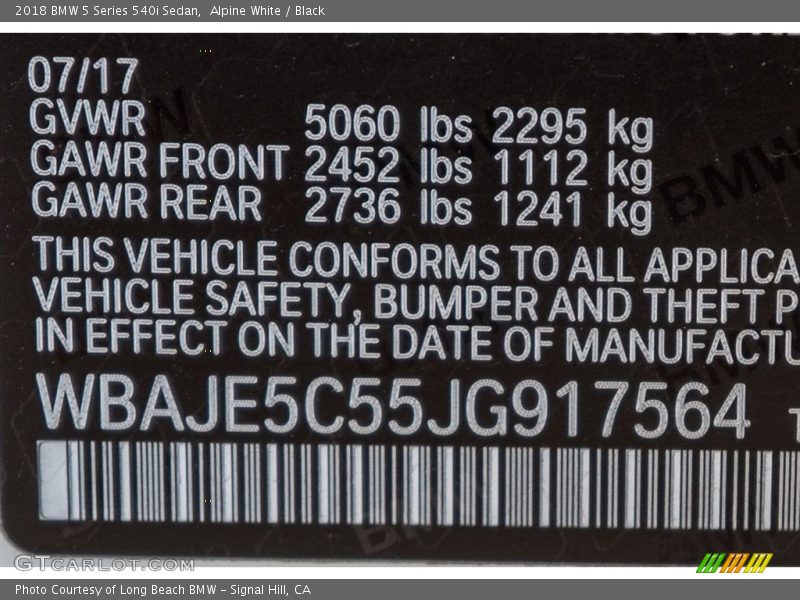 2018 BMW 5 Series 540i Sedan, Alpine White / Black
07/17
GVWR 5060 lbs 2295 kg
GAWR FRONT 2452 lbs 1112 kg
GAWR REAR 2736 lbs 1241 kg
THIS VEHICLE CONFORMS TO ALL APPLICA
VEHICLE SAFETY, BUMPER AND THEFT P
IN EFFECT ON THE DATE OF MANUFACTU
WBAJE5C55JG917564
GTCARLOT.COM
Photo Courtesy of Long Beach BMW – Signal Hill, CA